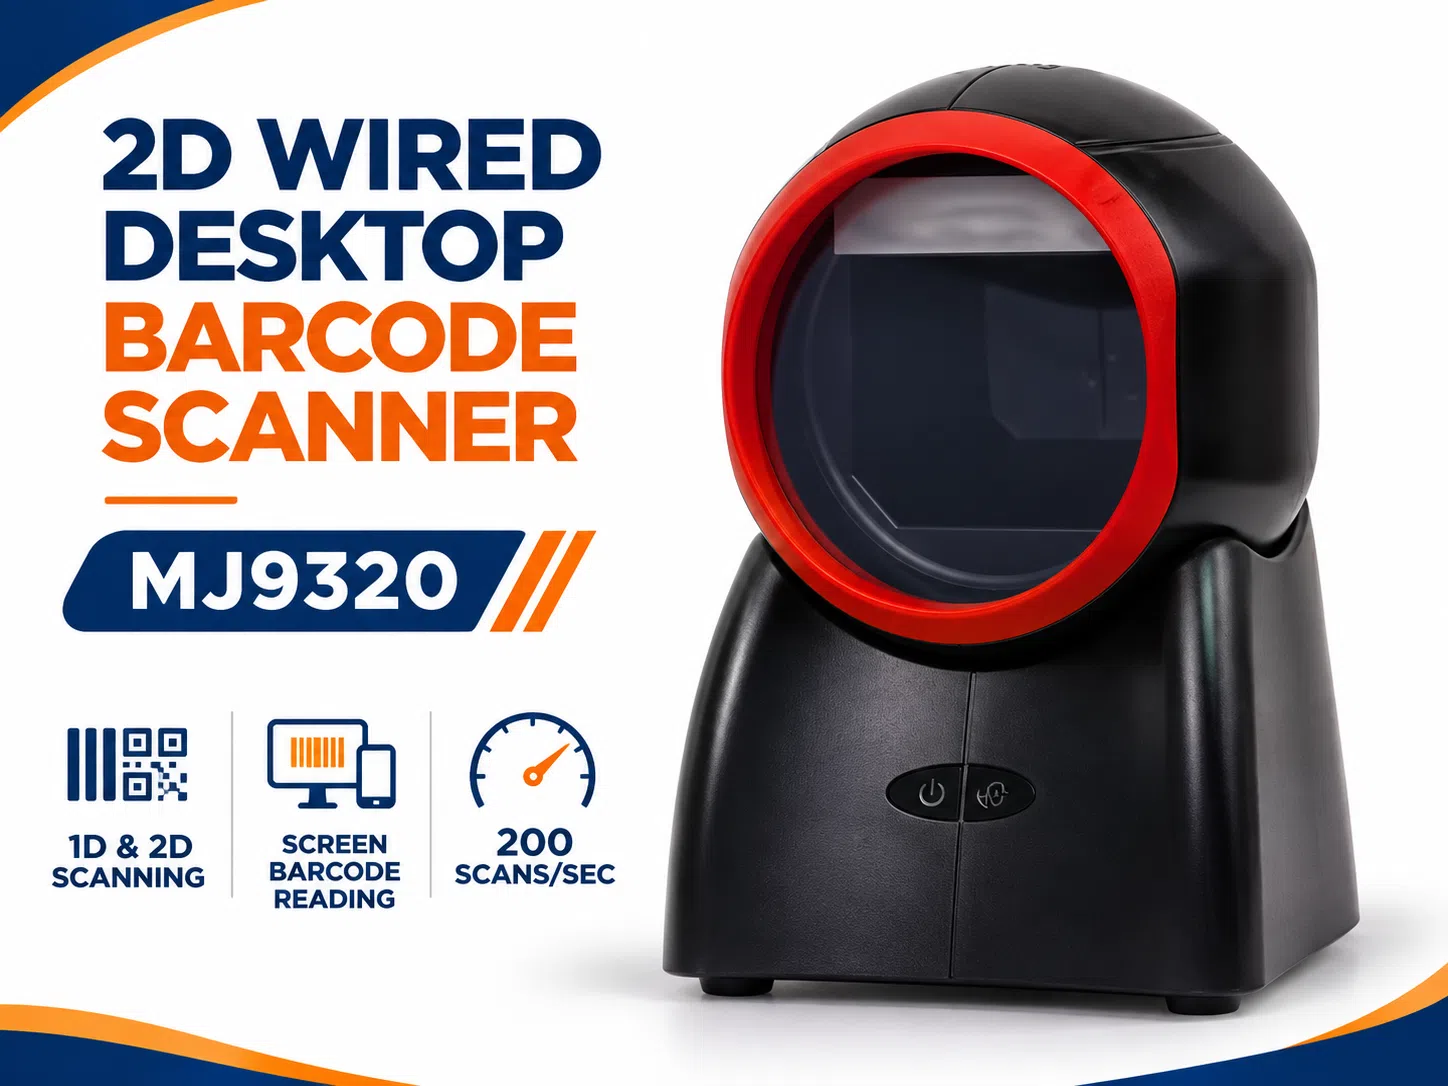 2D WIRED
DESKTOP
BARCODE
SCANNER
MJ9320
1D & 2D
SCANNING
SCREEN
BARCODE
READING
200
SCANS/SEC